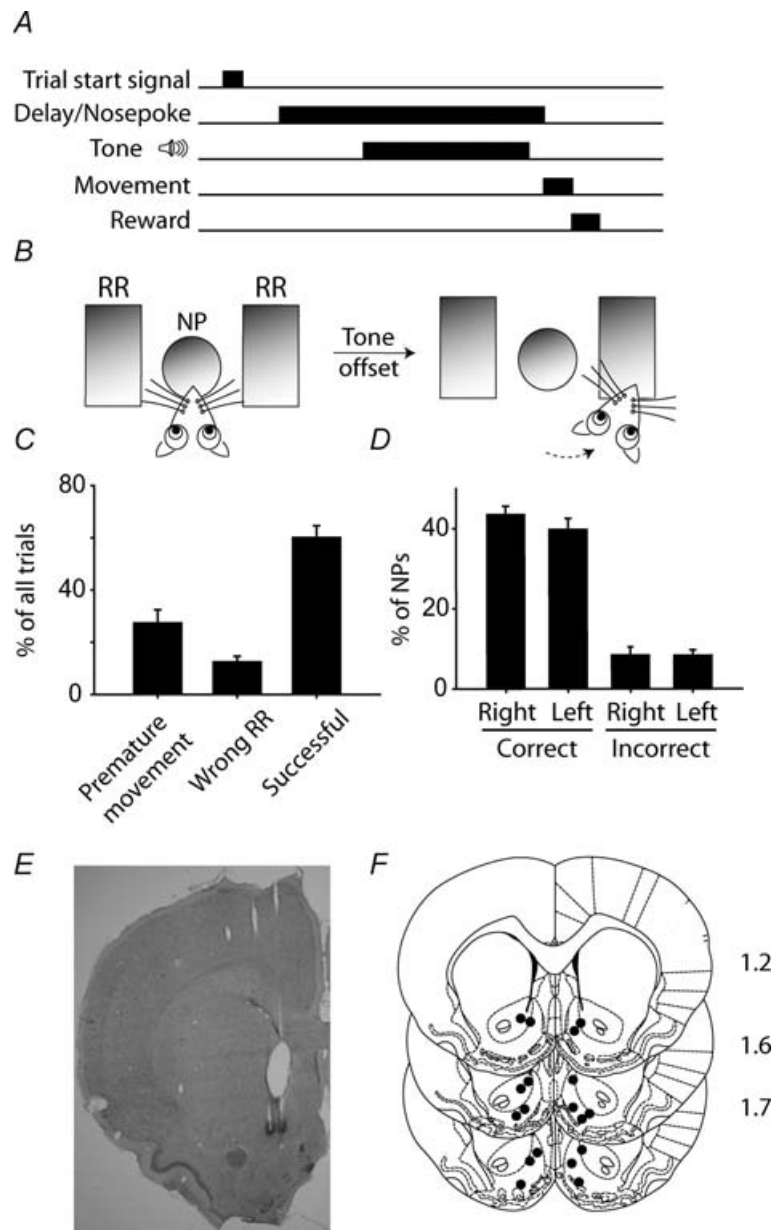 A
Trial start signal
Delay/Nosepoke
Tone
Movement
Reward
B
RR
RR
NP
Tone
offset
C
80
40
0
% of all trials
Premature
movement
Wrong RR
Successful
D
40
20
0
% of NPs
Right
Left
Right
Left
Correct
Incorrect
E
F
1.2
1.6
1.7